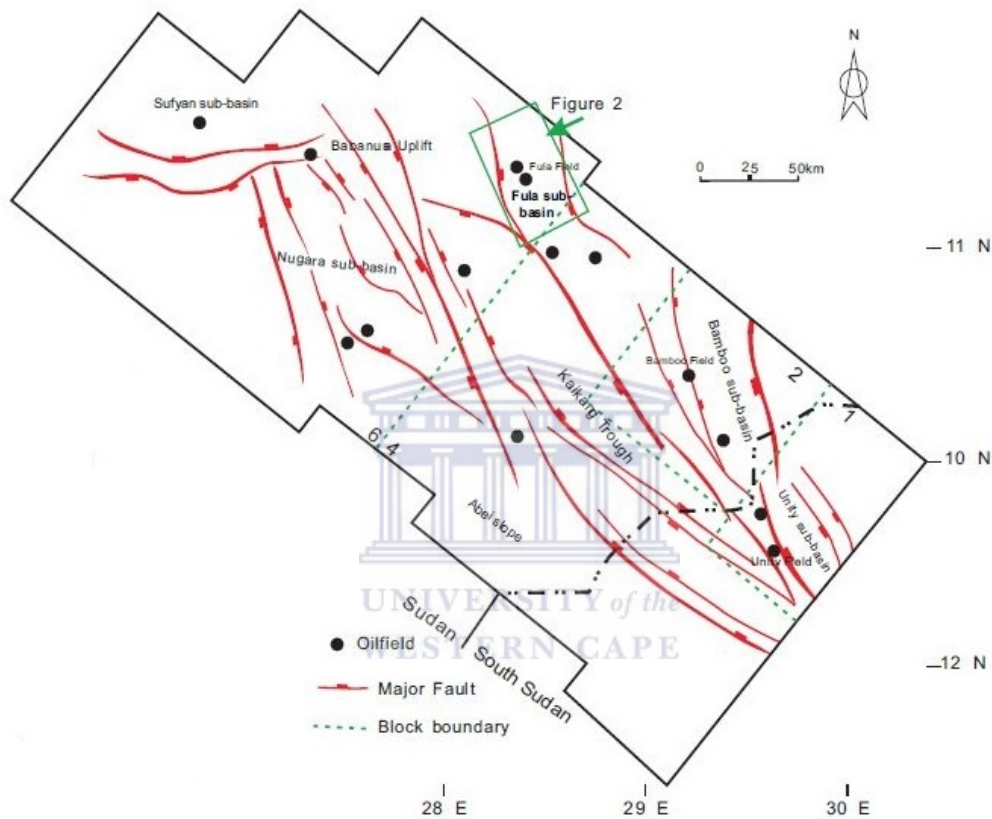 N
Figure 2
Sufyan sub-basin
Babanusa Uplift
Fula Field
Fula sub-
basin
0 25 50km
11 N
Nugara sub-basin
Bamboo Field
Bamboo sub-basin
2
1
Kaikang Trough
6
4
10 N
Abei slope
Unity sub-basin
Unity Field
UNIVERSITY of the
WESTERN CAPE
Sudan
South Sudan
12 N
Oilfield
Major Fault
Block boundary
28 E
29 E
30 E